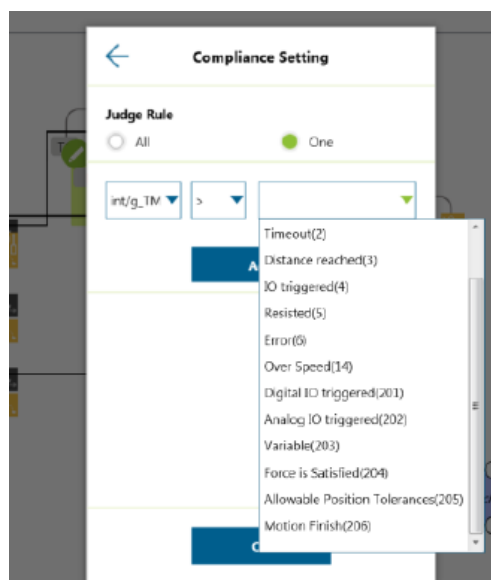 Compliance Setting
Judge Rule
All
One
int/g_TM
>
Timeout(2)
Distance reached(3)
IO triggered(4)
Resisted(5)
Error(6)
Over Speed(14)
Digital IO triggered(201)
Analog IO triggered(202)
Variable(203)
Force is Satisfied(204)
Allowable Position Tolerances(205)
Motion Finish(206)